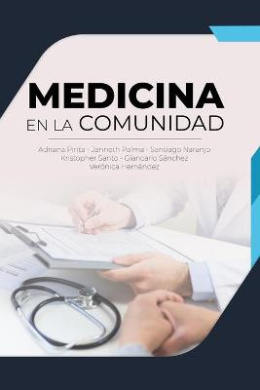 MEDICINA
EN LA COMUNIDAD
Adriana Pinta - Janneth Palma - Santiago Naranjo
Kristopher Santo - Giancarlo Sánchez
Verónica Hernández